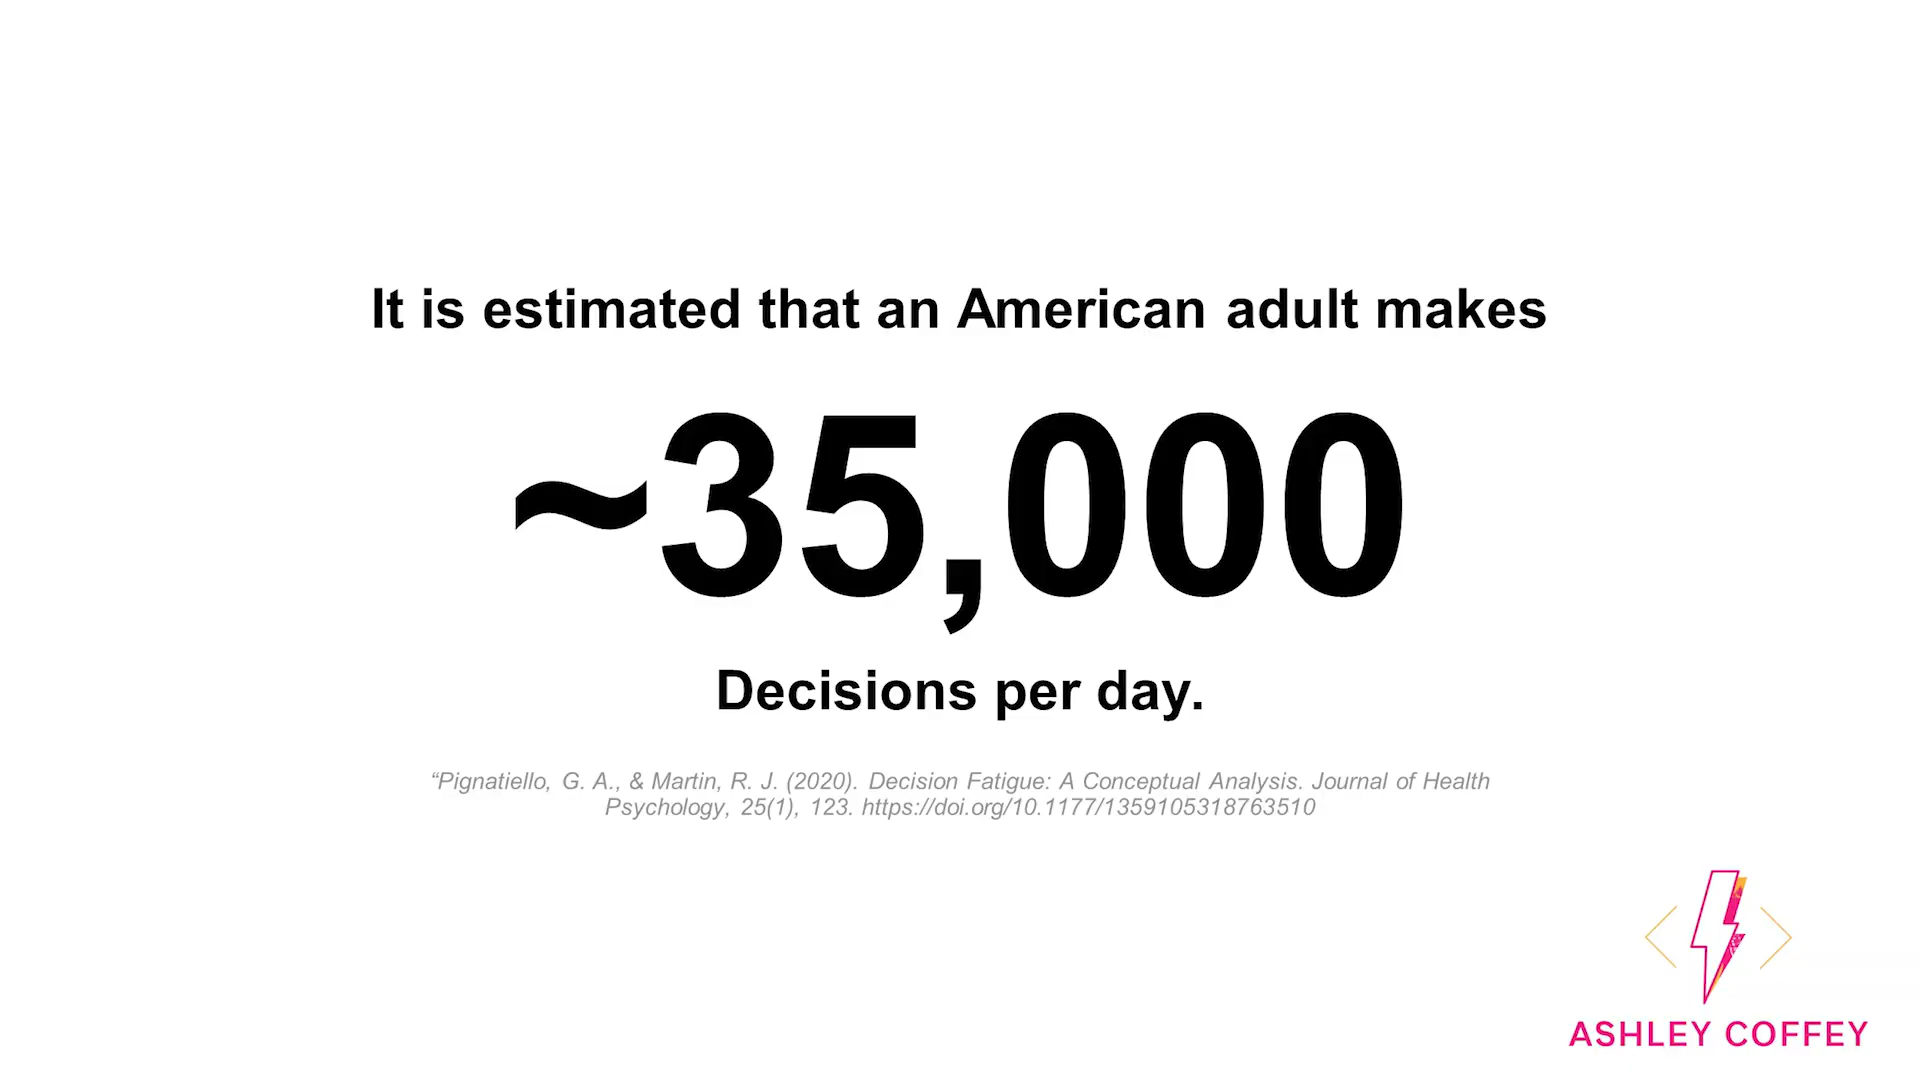 It is estimated that an American adult makes
~35,000
Decisions per day.
“Pignatiello, G. A., & Martin, R. J. (2020). Decision Fatigue: A Conceptual Analysis. Journal of Health
Psychology, 25(1), 123. https://doi.org/10.1177/1359105318763510
ASHLEY COFFEY